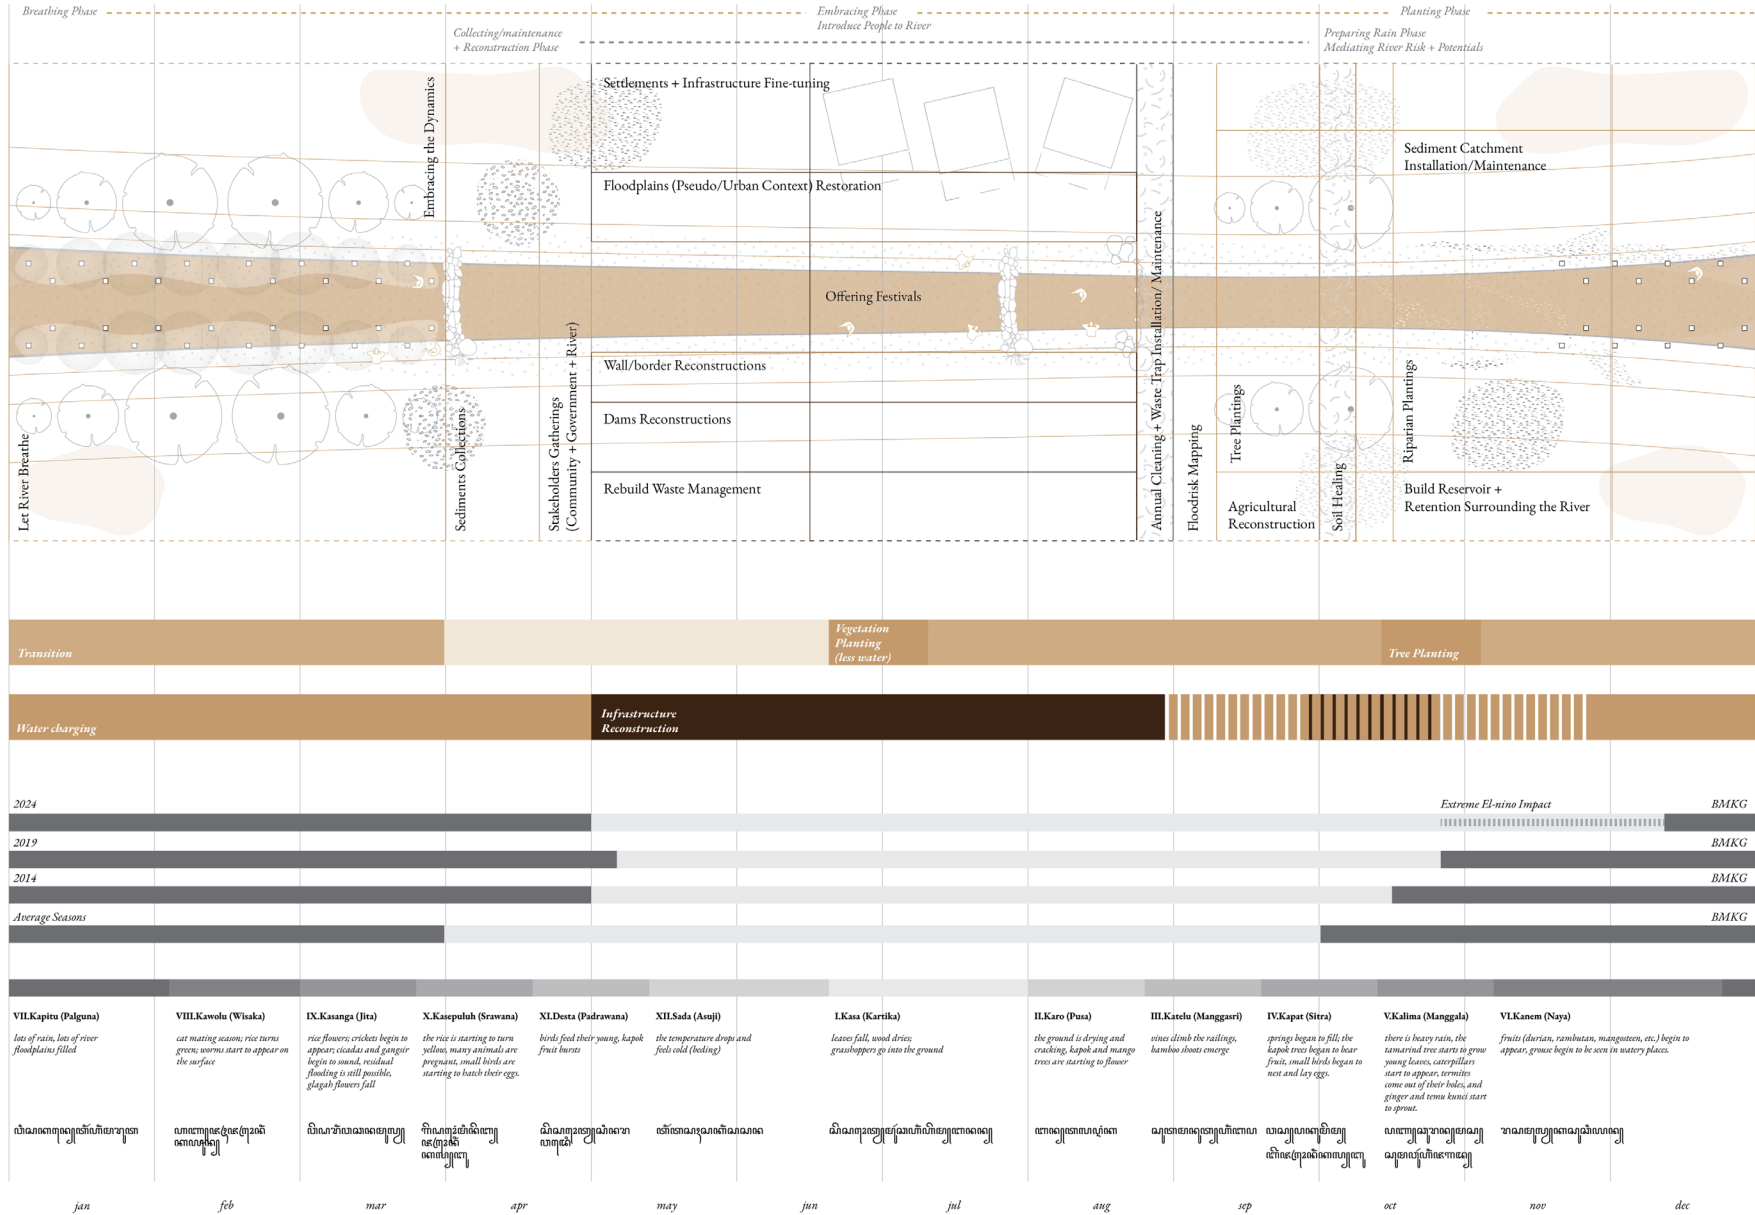 Breathing Phase
Embracing Phase
Introduce People to River
Planting Phase
Collecting/maintenance
+ Reconstruction Phase
Preparing Rain Phase
Mediating River Risk + Potentials
Let River Breathe
Embracing the Dynamics
Sediments Collections
Stakeholders Gatherings
(Community + Government + River)
Settlements + Infrastructure Fine-tuning
Floodplains (Pseudo/Urban Context) Restoration
Offering Festivals
Wall/border Reconstructions
Dams Reconstructions
Rebuild Waste Management
Annual Cleaning + Waste Trap Installation/ Maintenance
Floodrisk Mapping
Tree Plantings
Agricultural
Reconstruction
Soil Healing
Riparian Plantings
Sediment Catchment
Installation/Maintenance
Build Reservoir +
Retention Surrounding the River
Transition
Vegetation
Planting
(less water)
Tree Planting
Water charging
Infrastructure
Reconstruction
2024
Extreme El-nino Impact
BMKG
2019
BMKG
2014
BMKG
Average Seasons
BMKG
VII.Kapitu (Palguna)
lots of rain, lots of river
floodplains filled
VIII.Kawolu (Wisaka)
cat mating season; rice turns
green; worms start to appear on
the surface
IX.Kasanga (Jita)
rice flowers; crickets begin to
appear; cicadas and gangsir
begin to sound, residual
flooding is still possible,
glagah flowers fall
X.Kasepuluh (Srawana)
the rice is starting to turn
yellow, many animals are
pregnant, small birds are
starting to hatch their eggs.
XI.Desta (Padrawana)
birds feed their young, kapok
fruit bursts
XII.Sada (Asuji)
the temperature drops and
feels cold (beding)
I.Kasa (Kartika)
leaves fall, wood dries;
grasshoppers go into the ground
II.Karo (Pusa)
the ground is drying and
cracking, kapok and mango
trees are starting to flower
III.Katelu (Manggasri)
vines climb the railings,
bamboo shoots emerge
IV.Kapat (Sitra)
springs began to fill; the
kapok trees began to bear
fruit, small birds began to
nest and lay eggs.
V.Kalima (Manggala)
there is heavy rain, the
tamarind tree starts to grow
young leaves, caterpillars
start to appear, termites
come out of their holes, and
ginger and temu kunci start
to sprout.
VI.Kanem (Naya)
fruits (durian, rambutan, mangosteen, etc.) begin to
appear, grouse begin to be seen in watery places.
jan
feb
mar
apr
may
jun
jul
aug
sep
oct
nov
dec